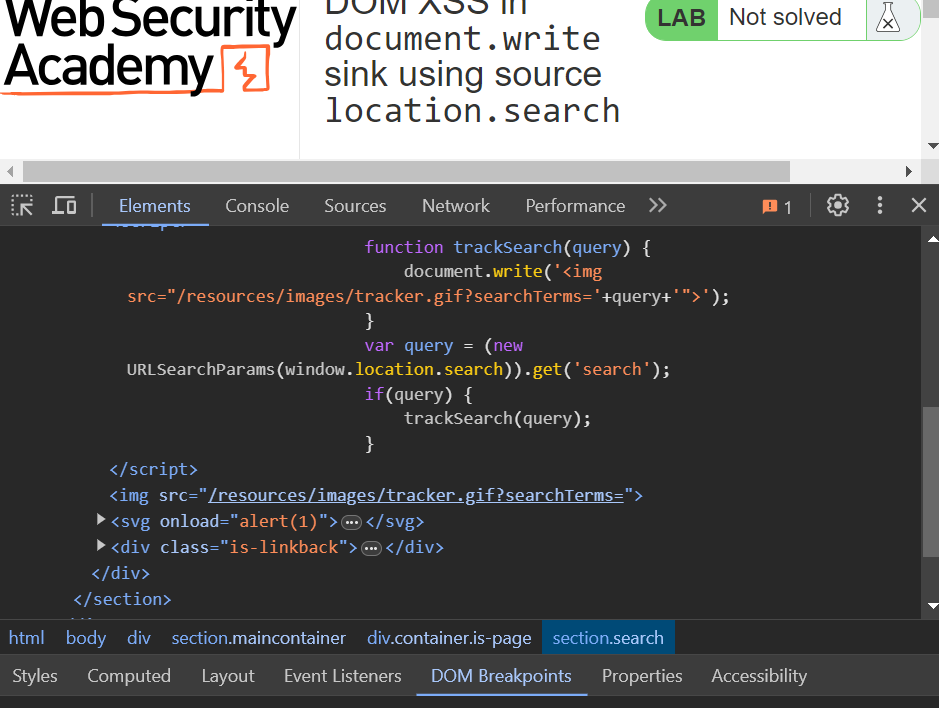 Web Security
Academy
DOM XSS in
document.write
sink using source
location.search
LAB Not solved
Elements Console Sources Network Performance 1
function trackSearch(query) {
document.write('<img
src="/resources/images/tracker.gif?searchTerms='+query+'">');
}
var query = (new
URLSearchParams(window.location.search)).get('search');
if(query) {
trackSearch(query);
}
</script>
<img src="/resources/images/tracker.gif?searchTerms=">
<svg onload="alert(1)">…</svg>
<div class="is-linkback">…</div>
</div>
</section>
html body div section.maincontainer div.container.is-page section.search
Styles Computed Layout Event Listeners DOM Breakpoints Properties Accessibility